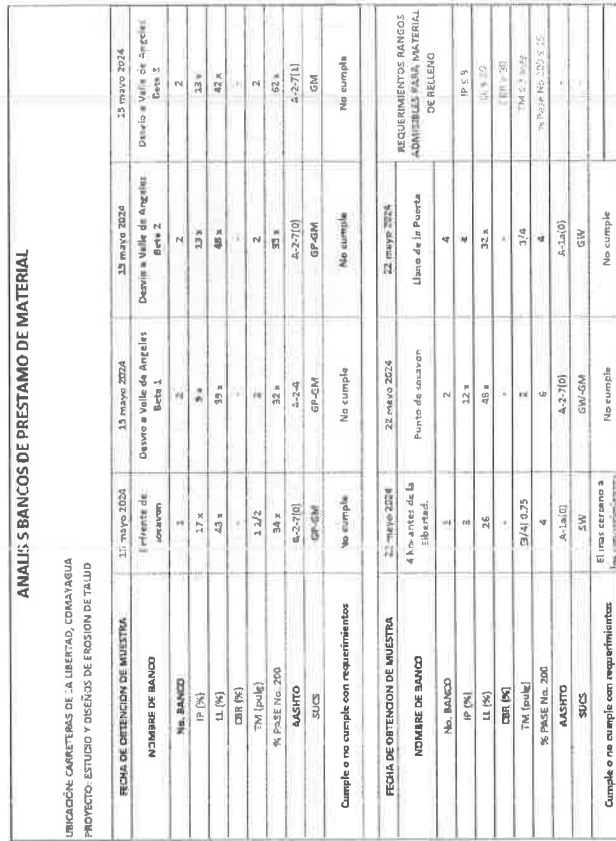 ANALISIS BANCOS DE PRESTAMO DE MATERIAL
UBICACIÓN: CARRETERAS DE LA LIBERTAD, COMAYAGUA
PROYECTO: ESTUDIO Y DISEÑOS DE EROSION DE TALUD
FECHA DE OBTENCION DE MUESTRA 15 mayo 2024 15 mayo 2024 15 mayo 2024 15 mayo 2024
NOMBRE DE BANCO Enfrente de socavon Desvio a Valle de Angeles Beta 1 Desvio a Valle de Angeles Beta 2 Desvio a Valle de Angeles Beta 3
No. BANCO 1 2 2 2
IP (%) 17 x 9 x 13 x 13 x
LL (%) 43 x 39 x 48 x 42 x
CBR (%) - - - -
TM (pulg) 1 1/2 2 2 2
% PASE No. 200 34 x 32 x 62 x
AASHTO A-2-7(0) A-2-4 A-2-7(0) A-2-7(1)
SUCS GP-GM GP-GM GP-GM GM
Cumple o no cumple con requerimientos No cumple No cumple No cumple No cumple
FECHA DE OBTENCION DE MUESTRA 22 mayo 2024 22 mayo 2024 22 mayo 2024 REQUERIMIENTOS RANGOS ADMISIBLES PARA MATERIAL DE RELLENO
NOMBRE DE BANCO 4 km antes de la libertad. Punto de socavon Llano de la Puerta
No. BANCO 1 2 4
IP (%) 3 12 x 4 IP ≤ 9
LL (%) 26 48 x 32 x
CBR (%) - - -
TM (pulg) (3/4) 0.75 2 3/4
% PASE No. 200 4 6 4 % Pase No 200
AASHTO A-1a(0) A-2-7(0) A-1a(0) -
SUCS SW GW-GM GW -
Cumple o no cumple con requerimientos El mas cercano a No cumple No cumple